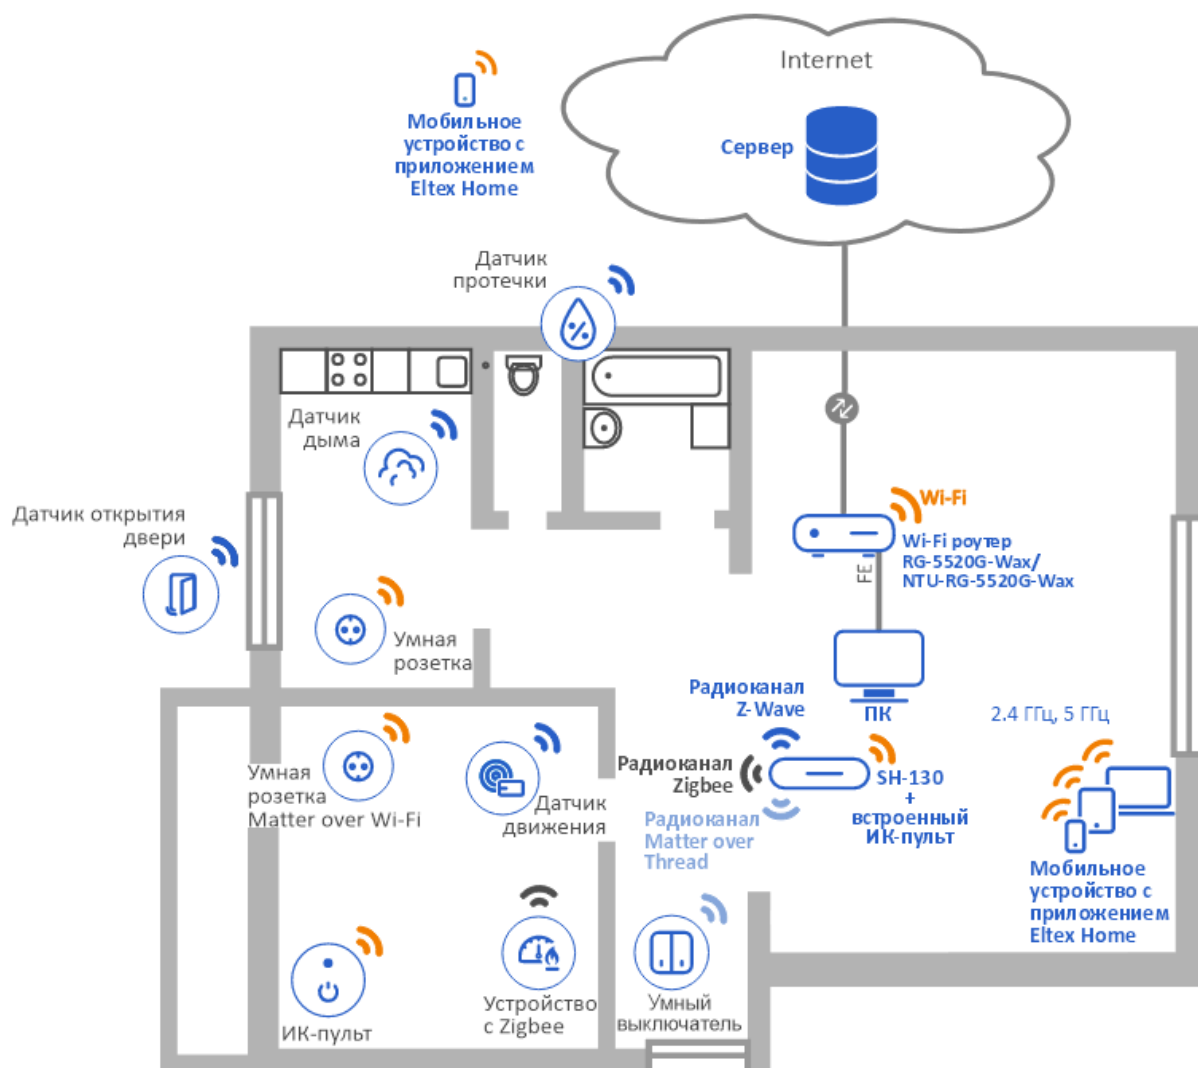 Internet
Сервер
Мобильное
устройство с
приложением
Eltex Home
Датчик
протечки
Датчик
дыма
Датчик открытия
двери
Умная
розетка
Wi-Fi
Wi-Fi роутер
RG-5520G-Wax/
NTU-RG-5520G-Wax
FE
ПК
2.4 ГГц, 5 ГГц
Радиоканал
Z-Wave
Радиоканал
Zigbee
Радиоканал
Matter over
Thread
SH-130
+
встроенный
ИК-пульт
Умная
розетка
Matter over Wi-Fi
Датчик
движения
Мобильное
устройство с
приложением
Eltex Home
ИК-пульт
Устройство
с Zigbee
Умный
выключатель